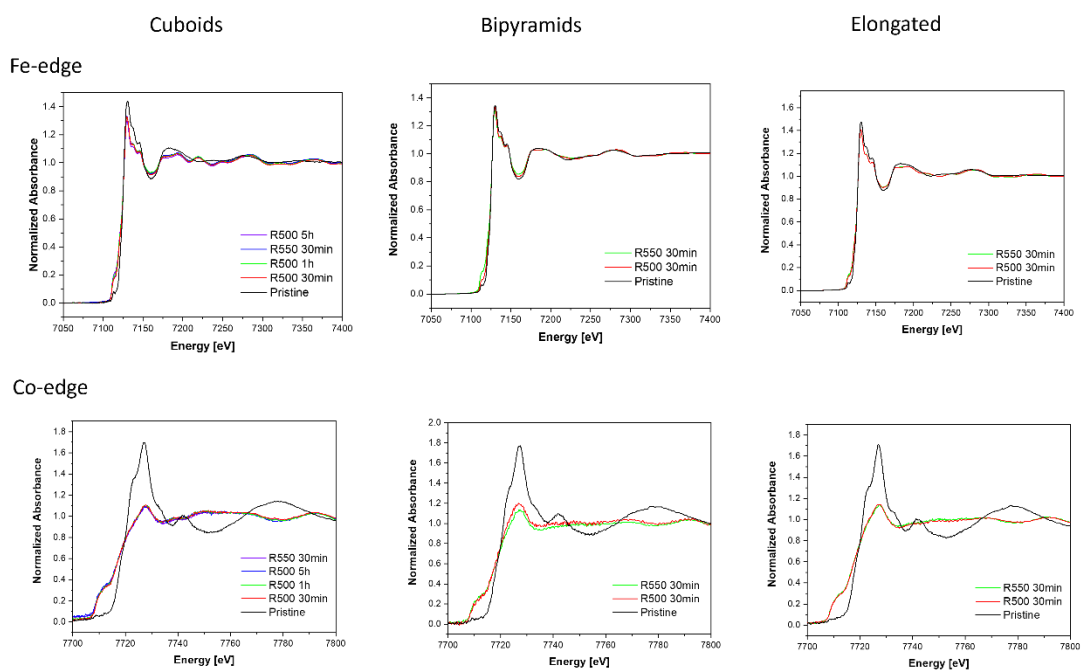 Cuboids
Bipyramids
Elongated
Fe-edge
Normalized Absorbance
1.4
1.2
1.0
0.8
0.6
0.4
0.2
0.0
R500 5h
R550 30min
R500 1h
R500 30min
Pristine
7050 7100 7150 7200 7250 7300 7350 7400
Energy [eV]
Normalized Absorbance
1.4
1.2
1.0
0.8
0.6
0.4
0.2
0.0
R550 30min
R500 30min
Pristine
7050 7100 7150 7200 7250 7300 7350 7400
Energy [eV]
Normalized Absorbance
1.6
1.4
1.2
1.0
0.8
0.6
0.4
0.2
0.0
R550 30min
R500 30min
Pristine
7050 7100 7150 7200 7250 7300 7350 7400
Energy [eV]
Co-edge
Normalized Absorbance
1.8
1.6
1.4
1.2
1.0
0.8
0.6
0.4
0.2
0.0
R550 30min
R500 5h
R500 1h
R500 30min
Pristine
7700 7720 7740 7760 7780 7800
Energy [eV]
Normalized Absorbance
2.0
1.8
1.6
1.4
1.2
1.0
0.8
0.6
0.4
0.2
0.0
R550 30min
R500 30min
Pristine
7700 7720 7740 7760 7780 7800
Energy [eV]
Normalized Absorbance
1.8
1.6
1.4
1.2
1.0
0.8
0.6
0.4
0.2
0.0
R550 30min
R500 30min
Pristine
7700 7720 7740 7760 7780 7800
Energy [eV]